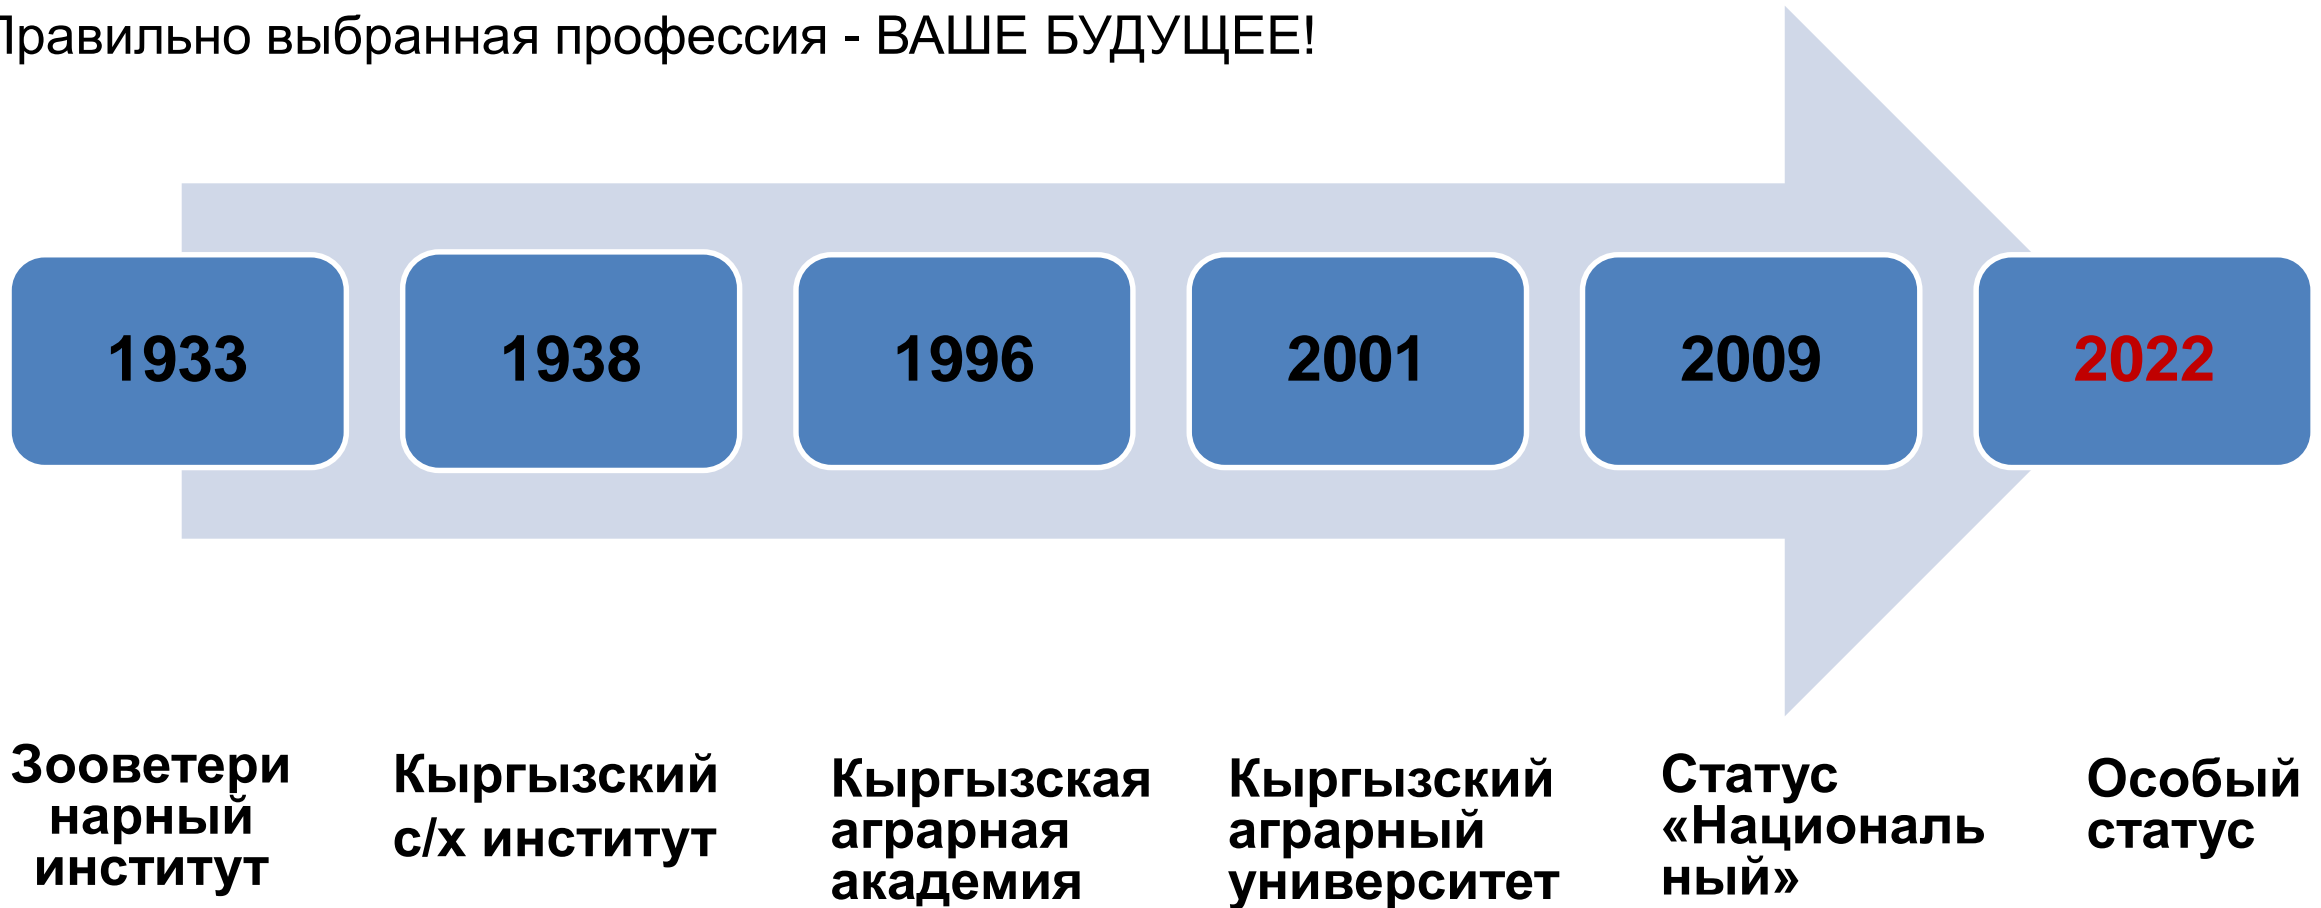 Правильно выбранная профессия - ВАШЕ БУДУЩЕЕ!
1933
1938
1996
2001
2009
2022
Зооветери
нарный
институт
Кыргызский
с/х институт
Кыргызская
аграрная
академия
Кыргызский
аграрный
университет
Статус
«Националь
ный»
Особый
статус